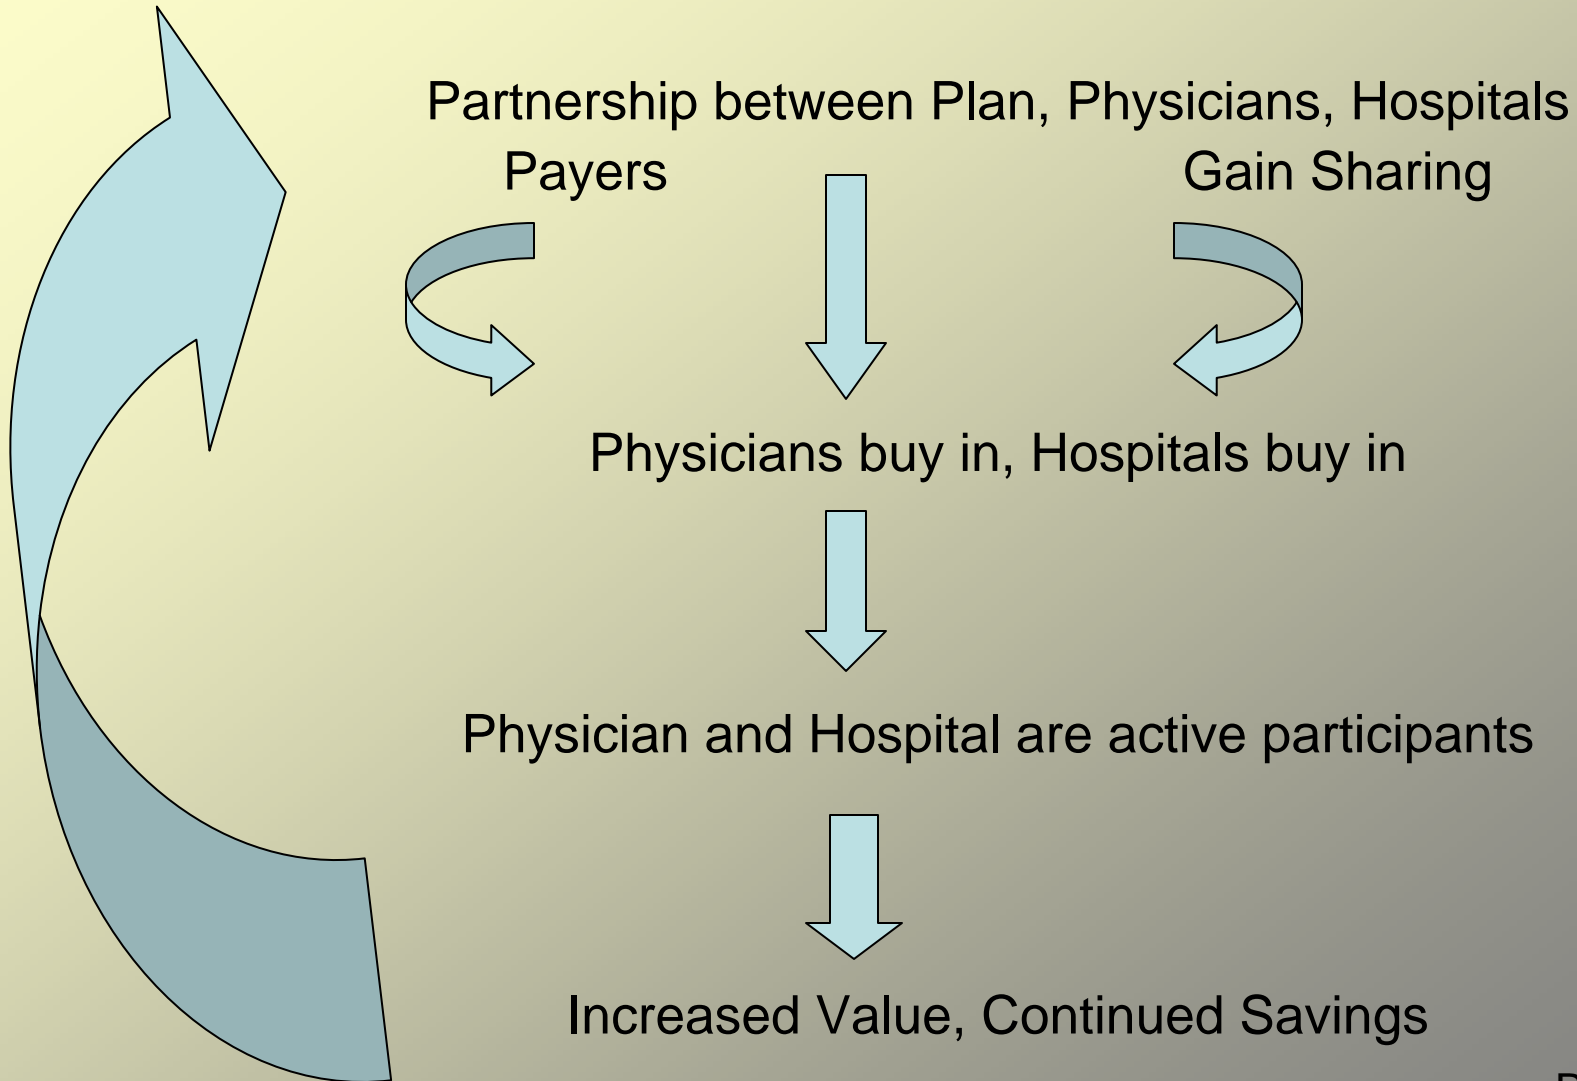 Partnership between Plan, Physicians, Hospitals
Payers Gain Sharing
Physicians buy in, Hospitals buy in
Physician and Hospital are active participants
Increased Value, Continued Savings